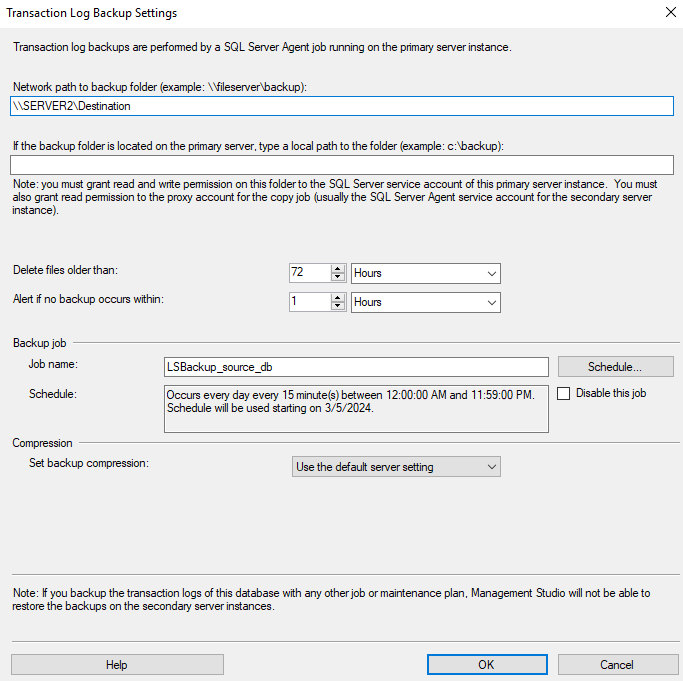 Transaction Log Backup Settings
Transaction log backups are performed by a SQL Server Agent job running on the primary server instance.
Network path to backup folder (example: \\fileserver\backup):
\\SERVER2\Destination
If the backup folder is located on the primary server, type a local path to the folder (example: c:\backup):
Note: you must grant read and write permission on this folder to the SQL Server service account of this primary server instance.  You must
also grant read permission to the proxy account for the copy job (usually the SQL Server Agent service account for the secondary server
instance).
Delete files older than: 72 Hours
Alert if no backup occurs within: 1 Hours
Backup job
Job name: LSBackup_source_db Schedule...
Schedule: Occurs every day every 15 minute(s) between 12:00:00 AM and 11:59:00 PM. Disable this job
Schedule will be used starting on 3/5/2024.
Compression
Set backup compression: Use the default server setting
Note: If you backup the transaction logs of this database with any other job or maintenance plan, Management Studio will not be able to
restore the backups on the secondary server instances.
Help OK Cancel